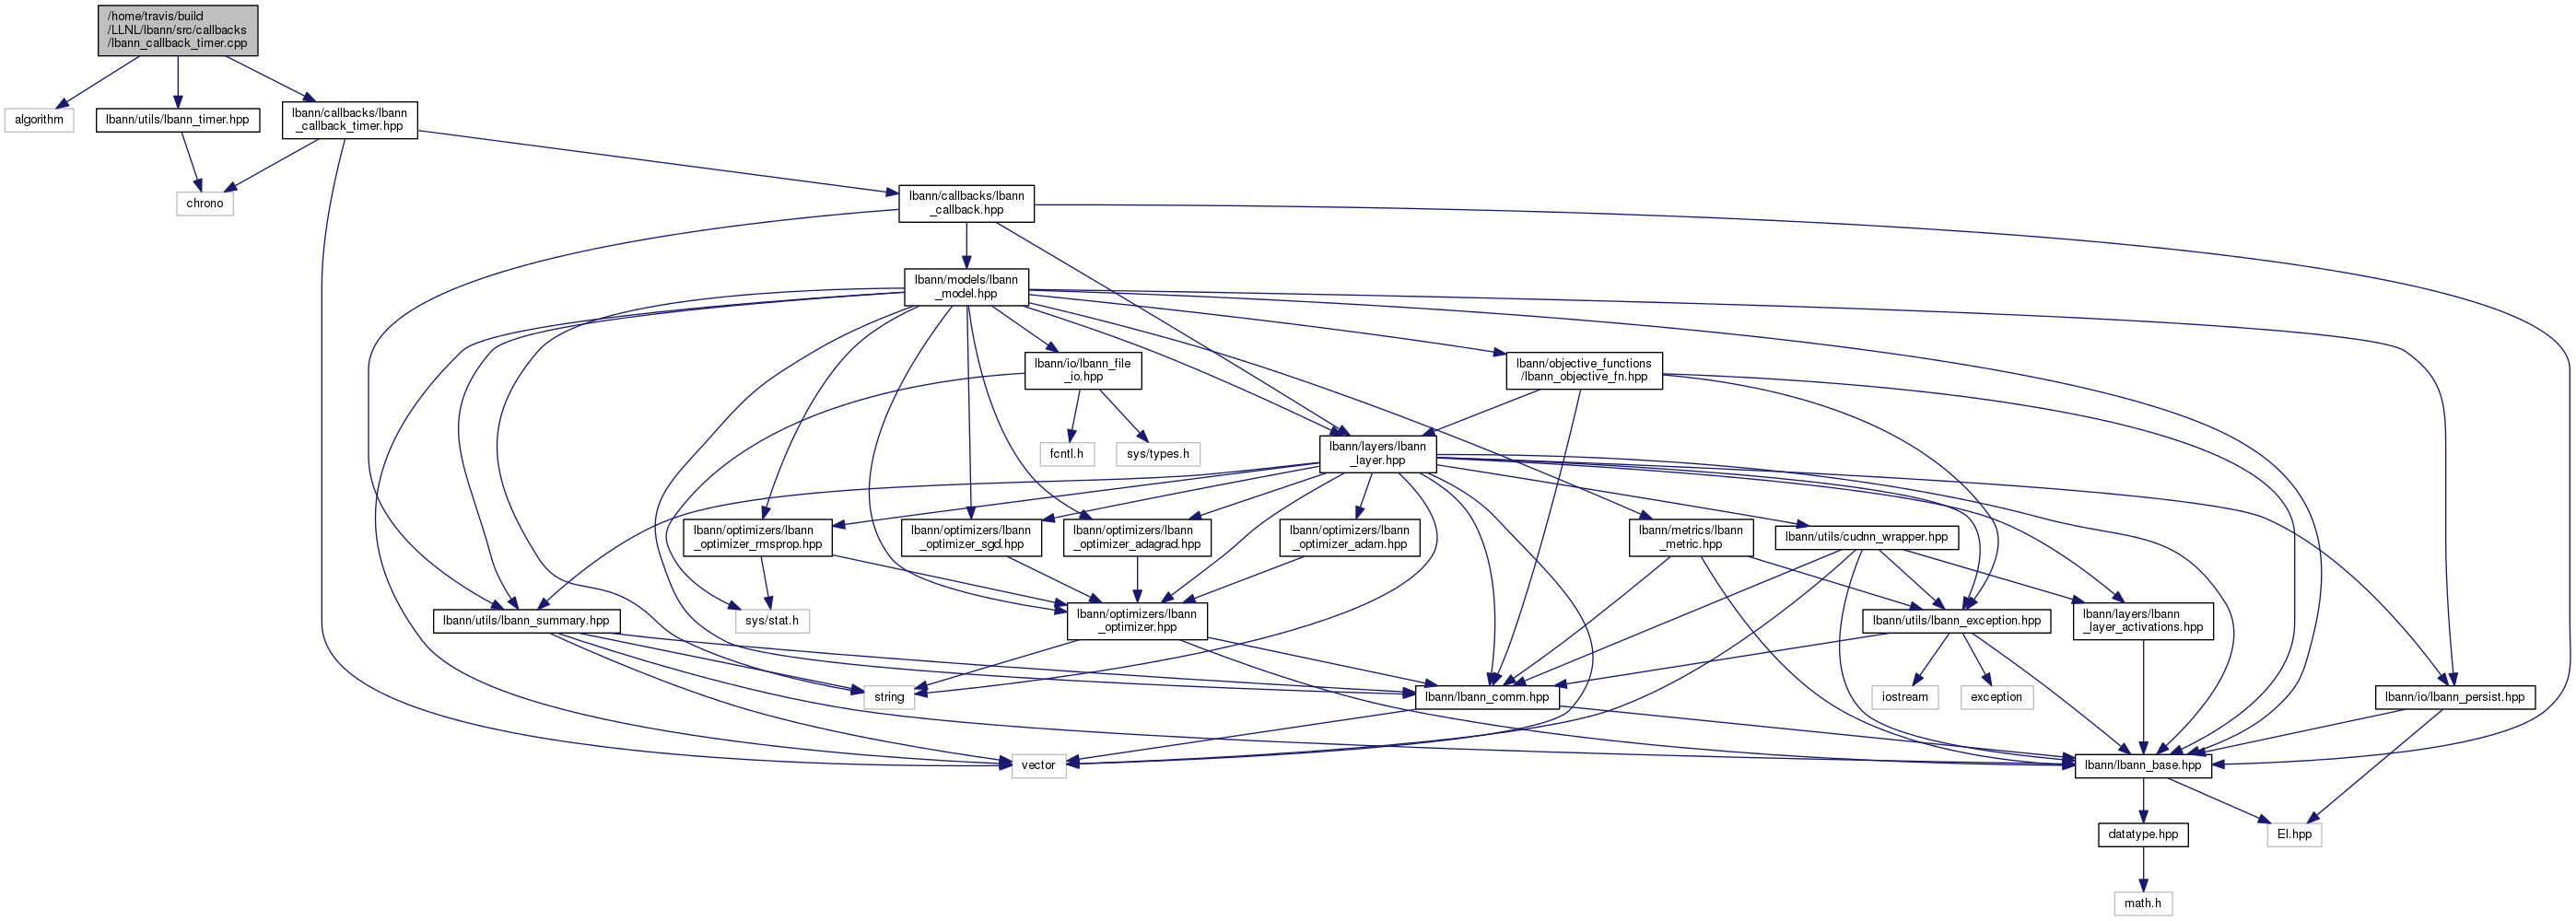 /home/travis/build
/LLNL/lbann/src/callbacks
/lbann_callback_timer.cpp
algorithm
lbann/utils/lbann_timer.hpp
lbann/callbacks/lbann
_callback_timer.hpp
chrono
lbann/callbacks/lbann
_callback.hpp
lbann/models/lbann
_model.hpp
lbann/io/lbann_file
_io.hpp
lbann/objective_functions
/lbann_objective_fn.hpp
fcntl.h
sys/types.h
lbann/layers/lbann
_layer.hpp
lbann/optimizers/lbann
_optimizer_rmsprop.hpp
lbann/optimizers/lbann
_optimizer_sgd.hpp
lbann/optimizers/lbann
_optimizer_adagrad.hpp
lbann/optimizers/lbann
_optimizer_adam.hpp
lbann/metrics/lbann
_metric.hpp
lbann/utils/cudnn_wrapper.hpp
lbann/utils/lbann_summary.hpp
sys/stat.h
lbann/optimizers/lbann
_optimizer.hpp
lbann/utils/lbann_exception.hpp
lbann/layers/lbann
_layer_activations.hpp
string
lbann/lbann_comm.hpp
iostream
exception
lbann/io/lbann_persist.hpp
vector
lbann/lbann_base.hpp
datatype.hpp
El.hpp
math.h